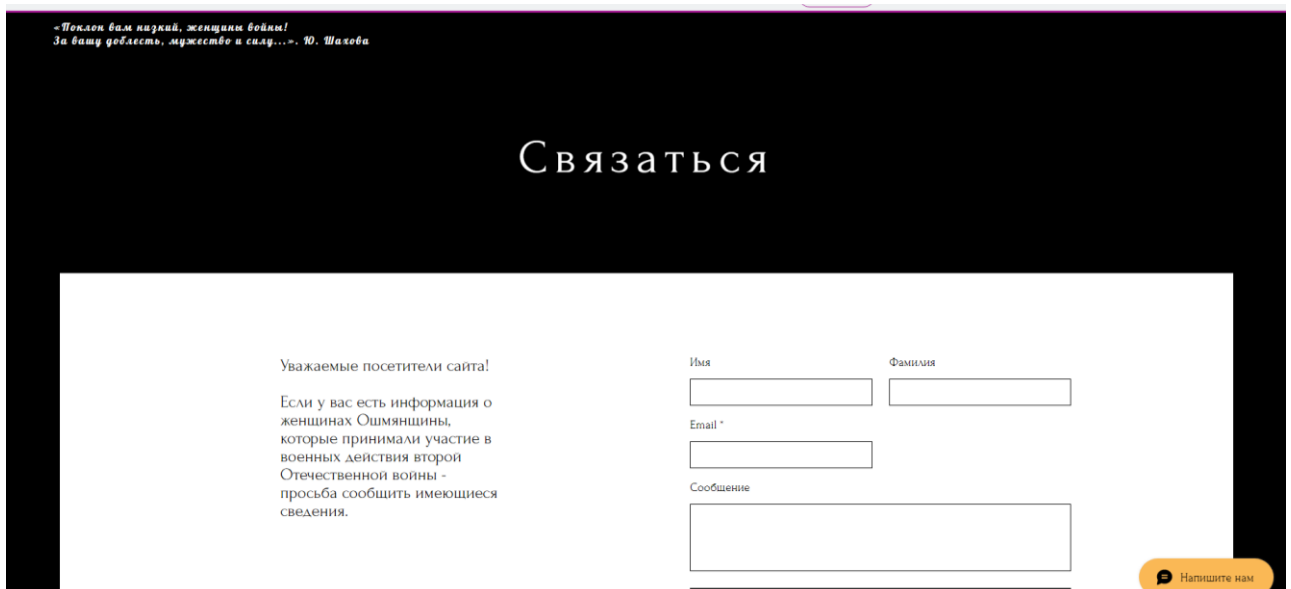 «Поклон вам низкий, женщины войны!
За вашу доблесть, мужество и силу...». Ю. Шахова
Связаться
Уважаемые посетители сайта!
Если у вас есть информация о
женщинах Ошмянщины,
которые принимали участие в
военных действия второй
Отечественной войны -
просьба сообщить имеющиеся
сведения.
Имя
Фамилия
Email *
Сообщение
Напишите нам